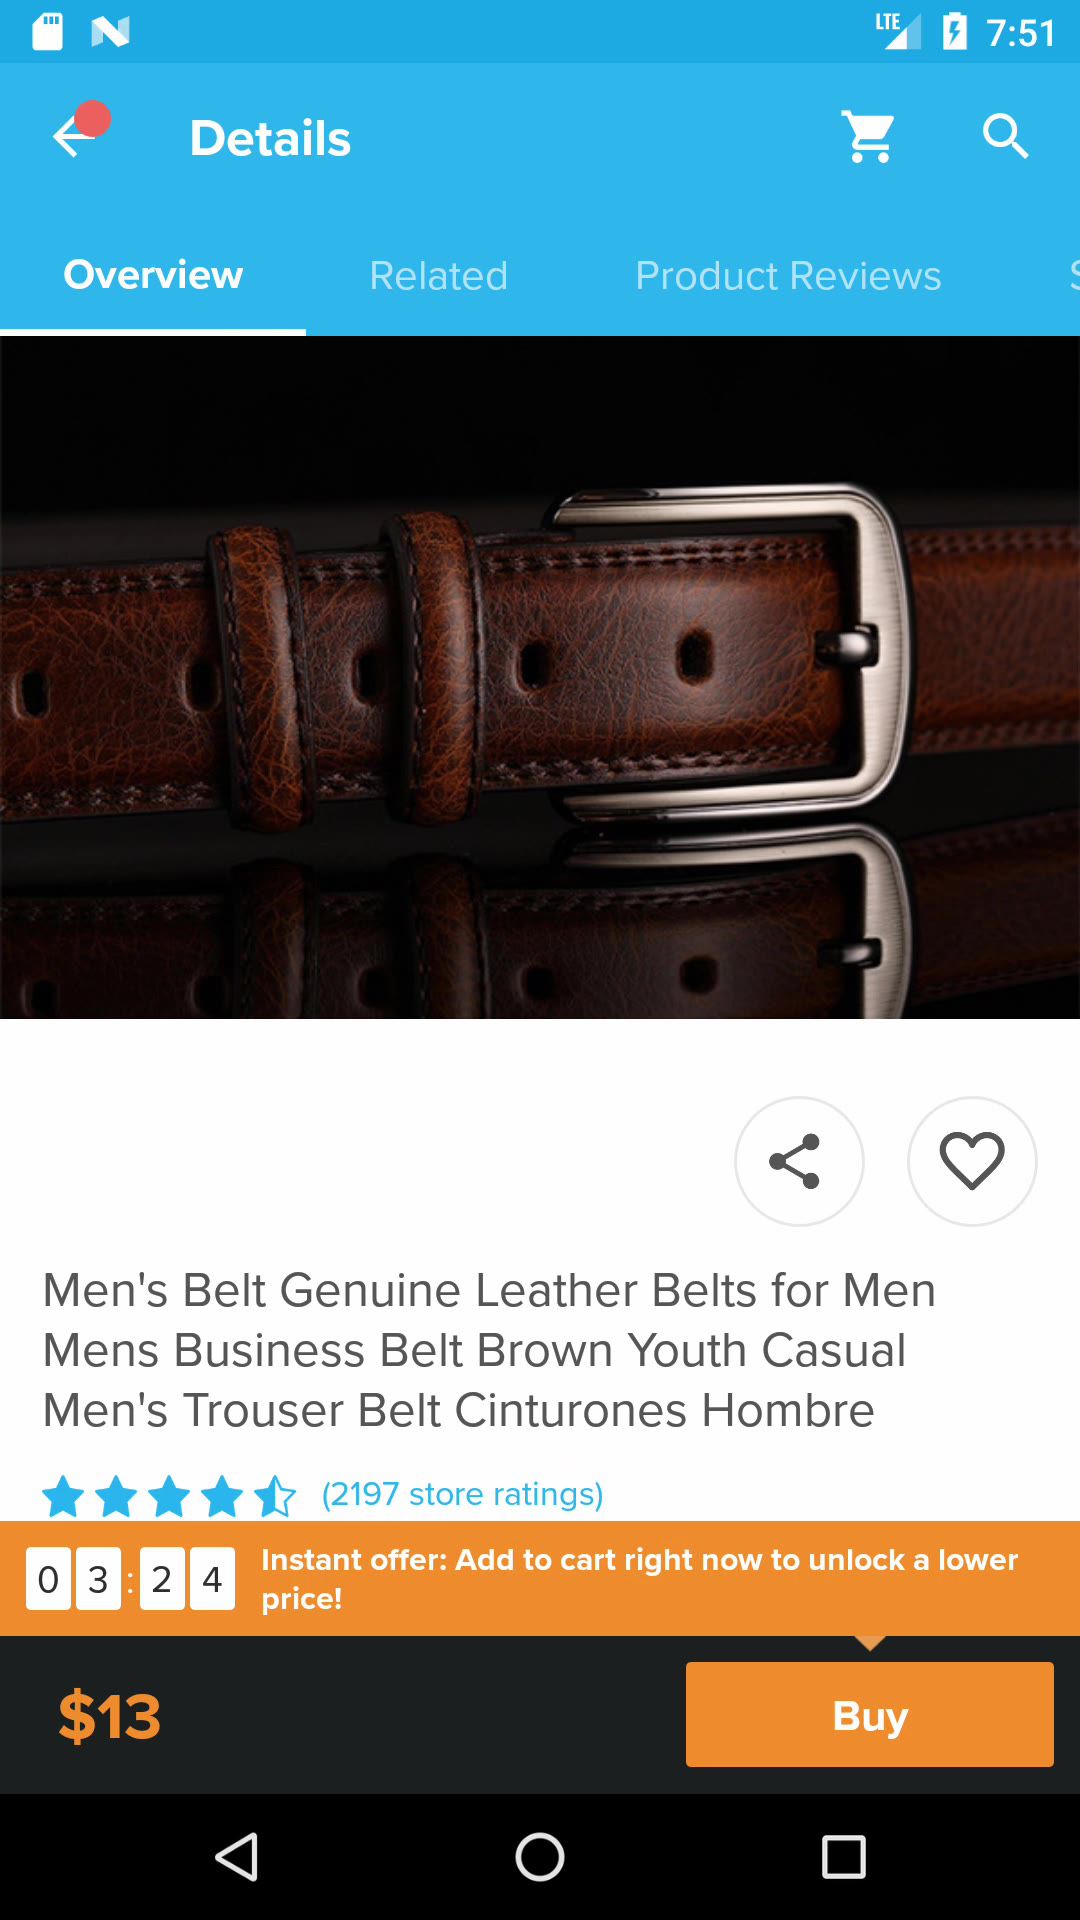 LTE 7:51
Details
Overview Related Product Reviews S
Men's Belt Genuine Leather Belts for Men
Mens Business Belt Brown Youth Casual
Men's Trouser Belt Cinturones Hombre
(2197 store ratings)
03:24 Instant offer: Add to cart right now to unlock a lower
price!
$13 Buy